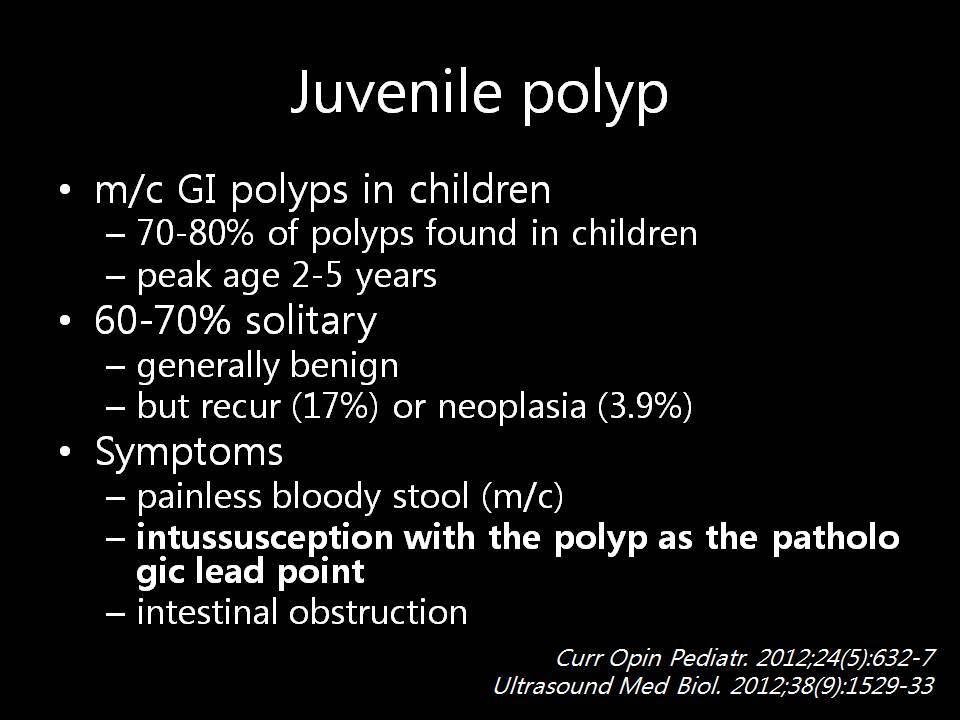 Juvenile polyp
• m/c GI polyps in children
– 70-80% of polyps found in children
– peak age 2-5 years
• 60-70% solitary
– generally benign
– but recur (17%) or neoplasia (3.9%)
• Symptoms
– painless bloody stool (m/c)
– intussusception with the polyp as the patholo
gic lead point
– intestinal obstruction
Curr Opin Pediatr. 2012;24(5):632-7
Ultrasound Med Biol. 2012;38(9):1529-33